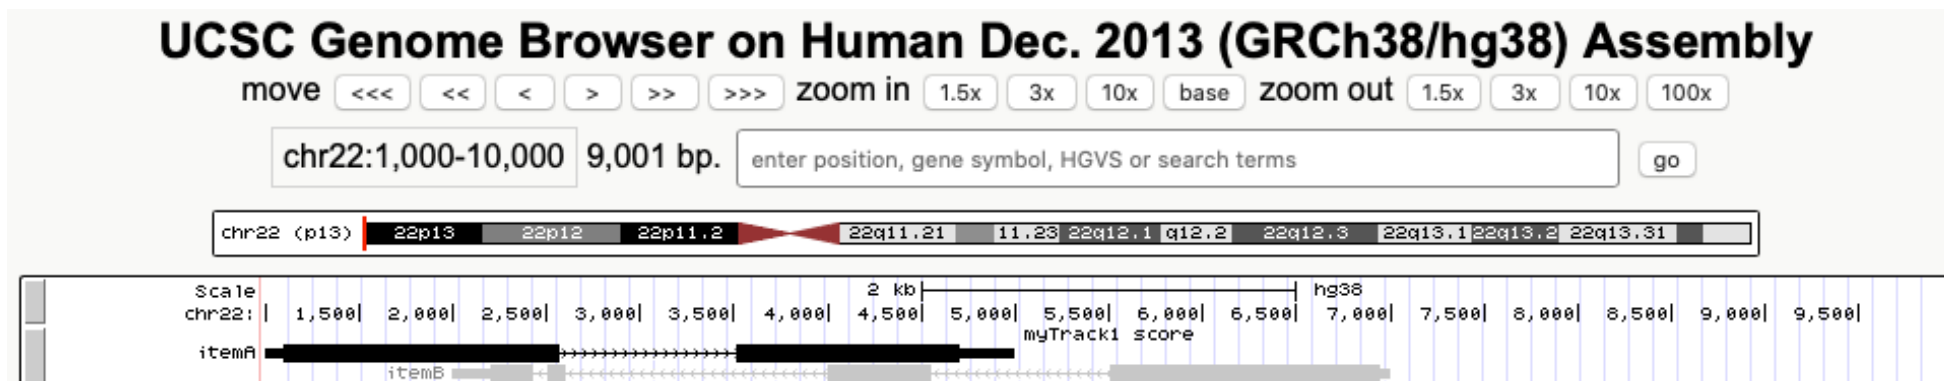 UCSC Genome Browser on Human Dec. 2013 (GRCh38/hg38) Assembly
move <<< << < > >> >>> zoom in 1.5x 3x 10x base zoom out 1.5x 3x 10x 100x
chr22:1,000-10,000 9,001 bp. enter position, gene symbol, HGVS or search terms go
chr22 (p13) 22p13 22p12 22p11.2 22q11.21 11.23 22q12.1 q12.2 22q12.3 22q13.1 22q13.2 22q13.31
Scale 2 kb hg38
chr22: | 1,500| 2,000| 2,500| 3,000| 3,500| 4,000| 4,500| 5,000| 5,500| 6,000| 6,500| 7,000| 7,500| 8,000| 8,500| 9,000| 9,500|
myTrack1 score
itemA
itemB